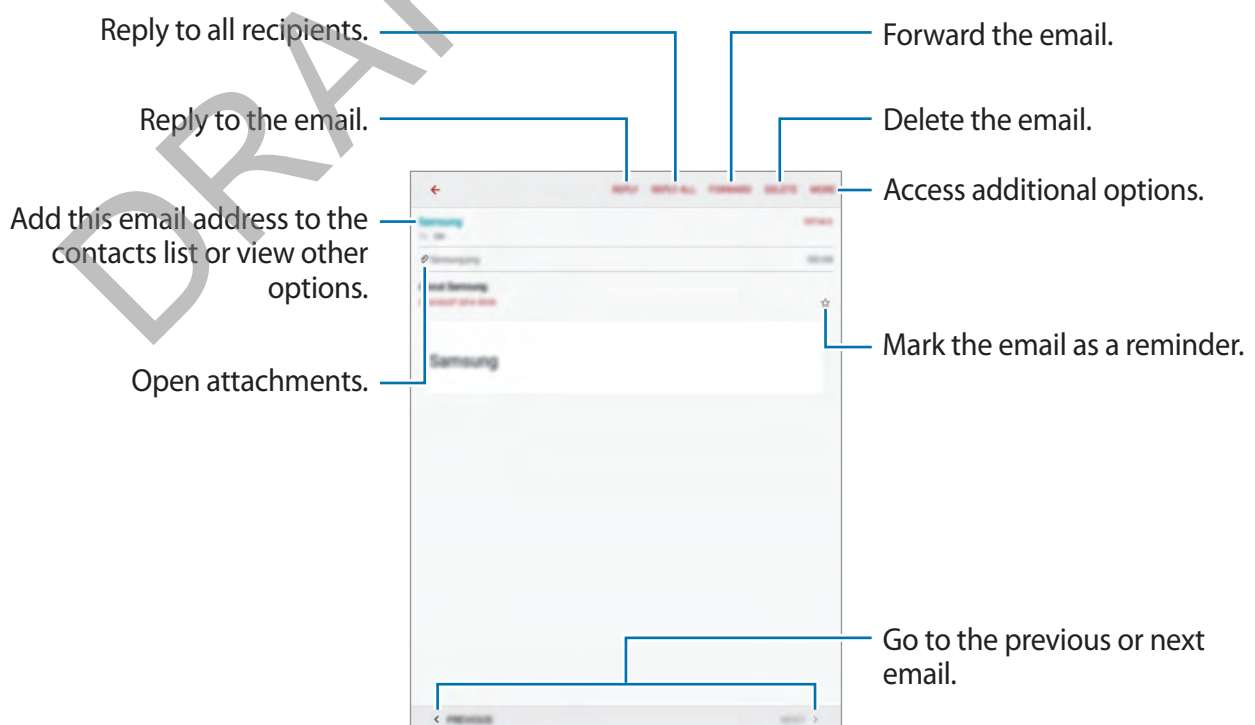 Reply to all recipients.
Forward the email.
Reply to the email.
Delete the email.
REPLY REPLY ALL FORWARD DELETE MORE
Access additional options.
Add this email address to the
contacts list or view other
options.
Samsung
DETAILS
Samsung
Mark the email as a reminder.
Open attachments.
Go to the previous or next
email.
PREVIOUS
NEXT